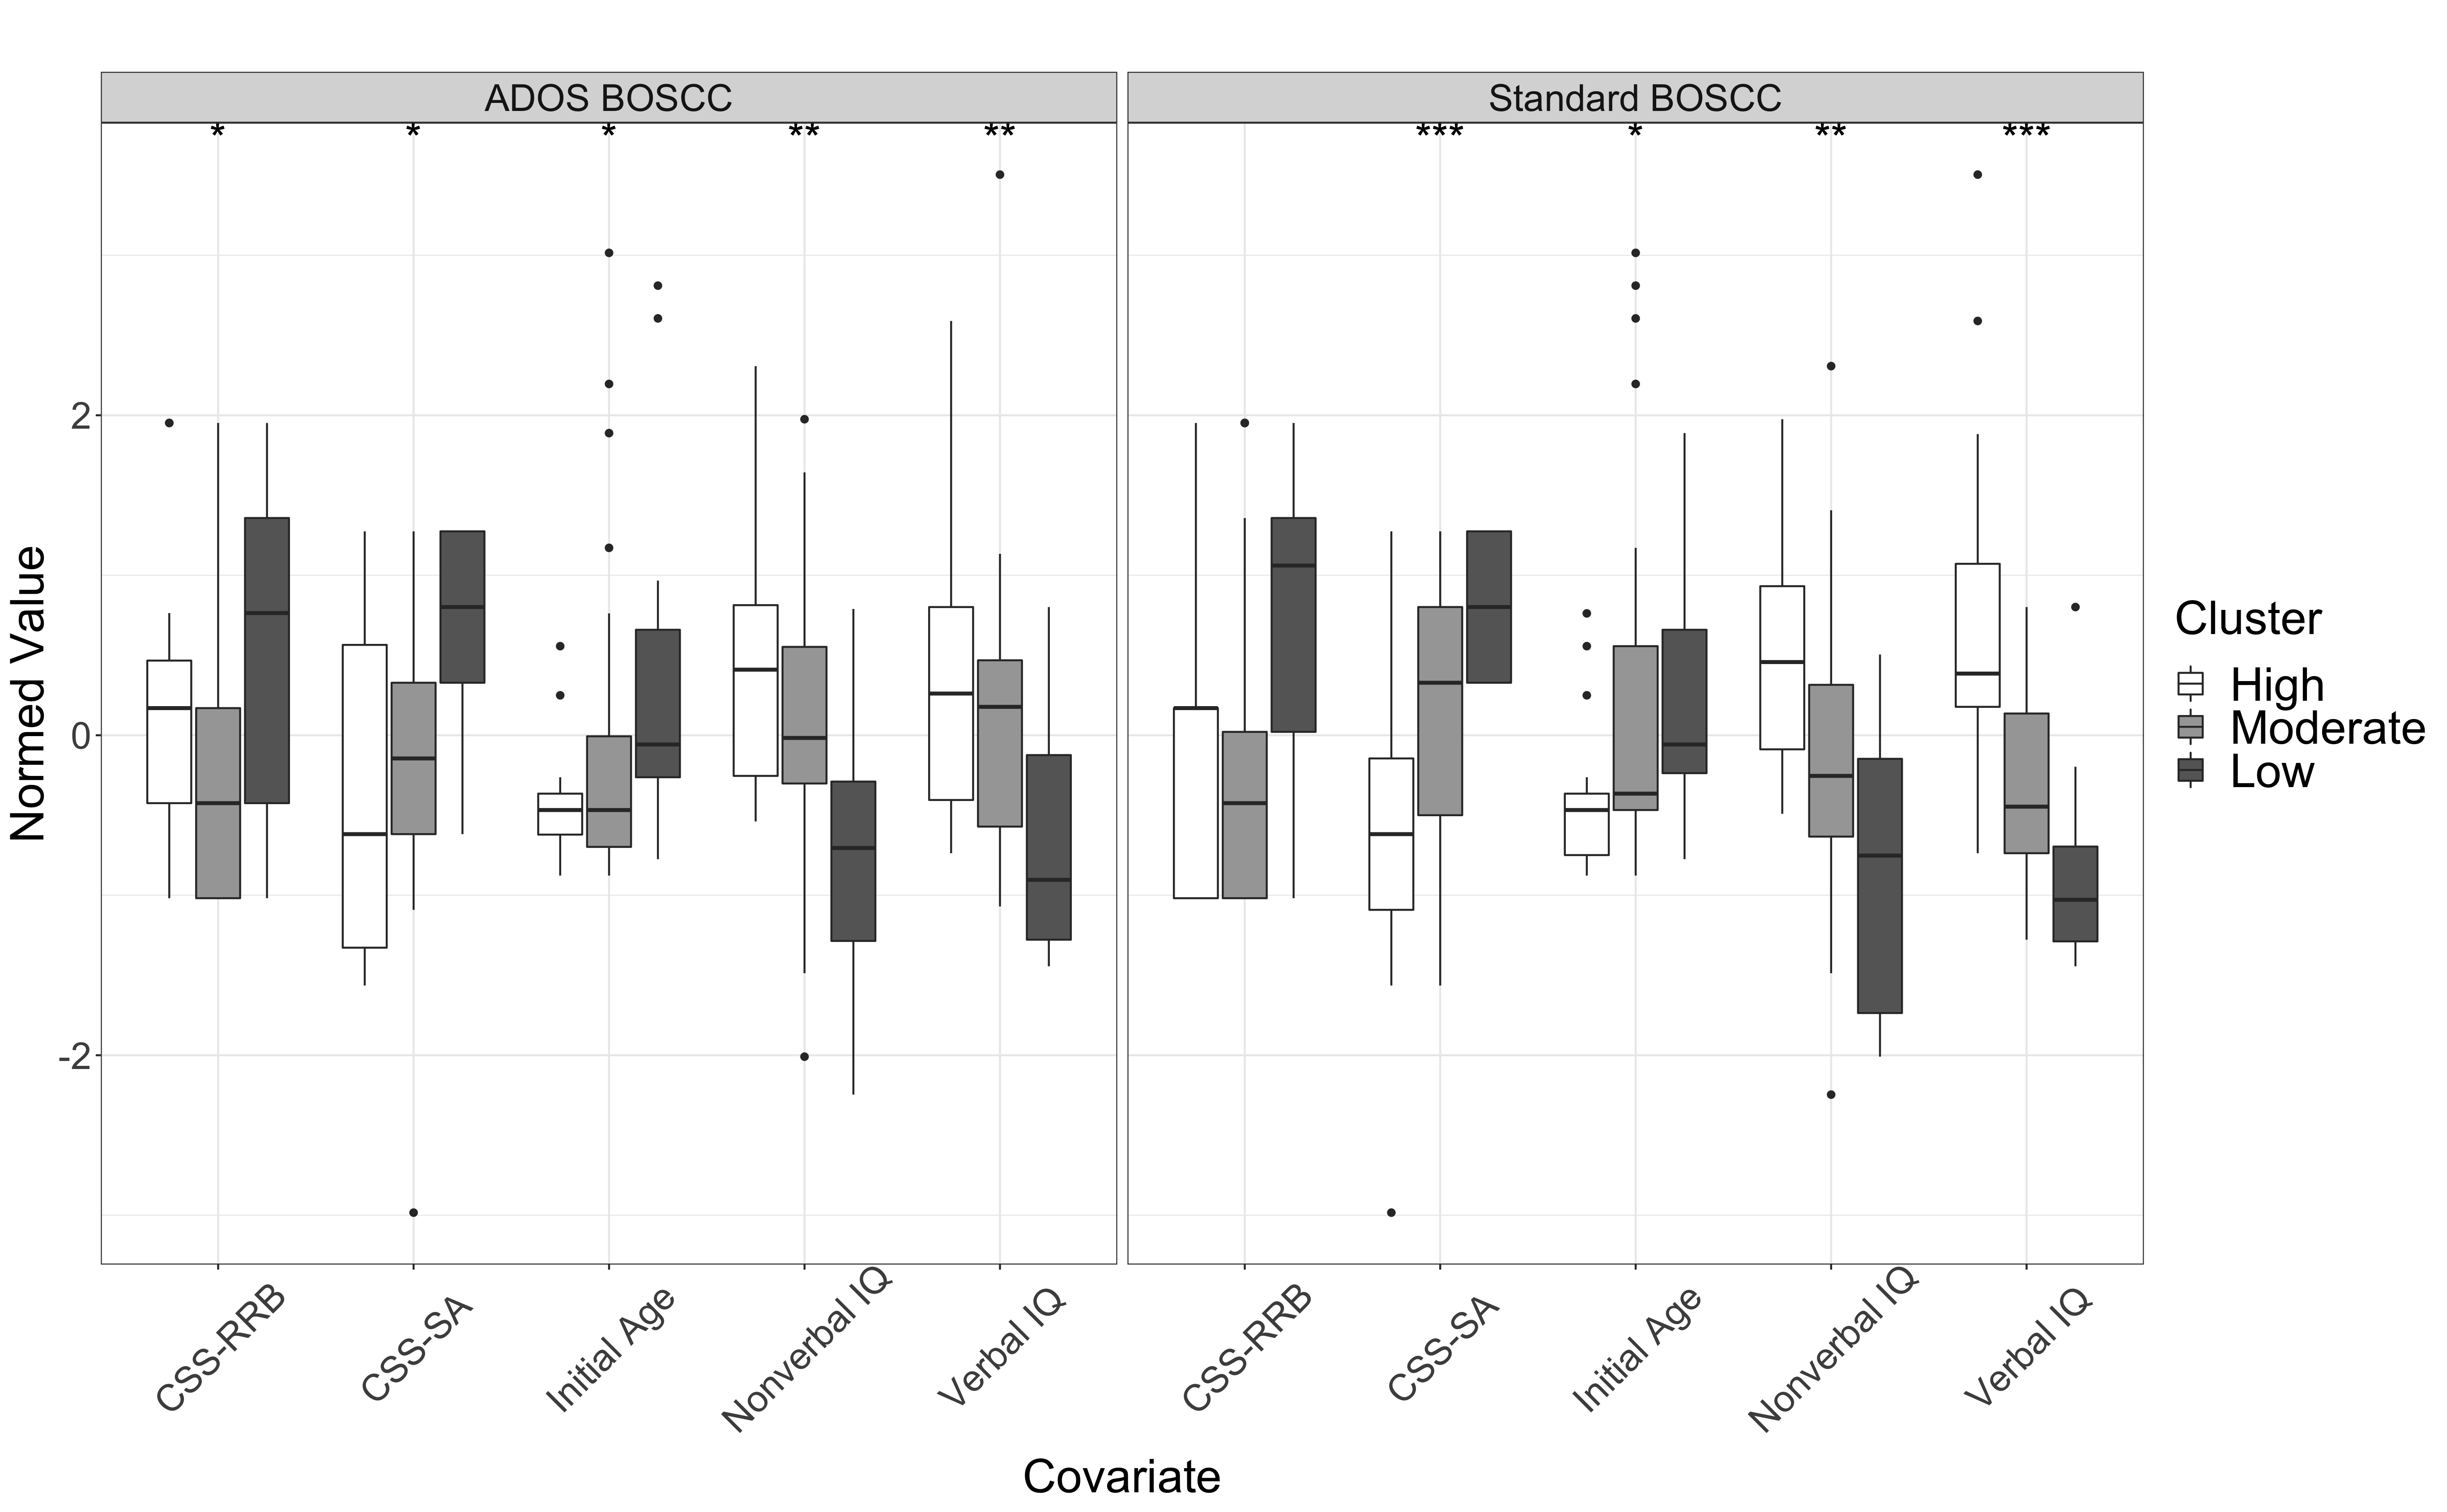 ADOS BOSCC
Standard BOSCC
* * * ** **
*** * ** ***
Normed Value
2
0
-2
CSS-RRB
CSS-SA
Initial Age
Nonverbal IQ
Verbal IQ
CSS-RRB
CSS-SA
Initial Age
Nonverbal IQ
Verbal IQ
Covariate
Cluster
High
Moderate
Low